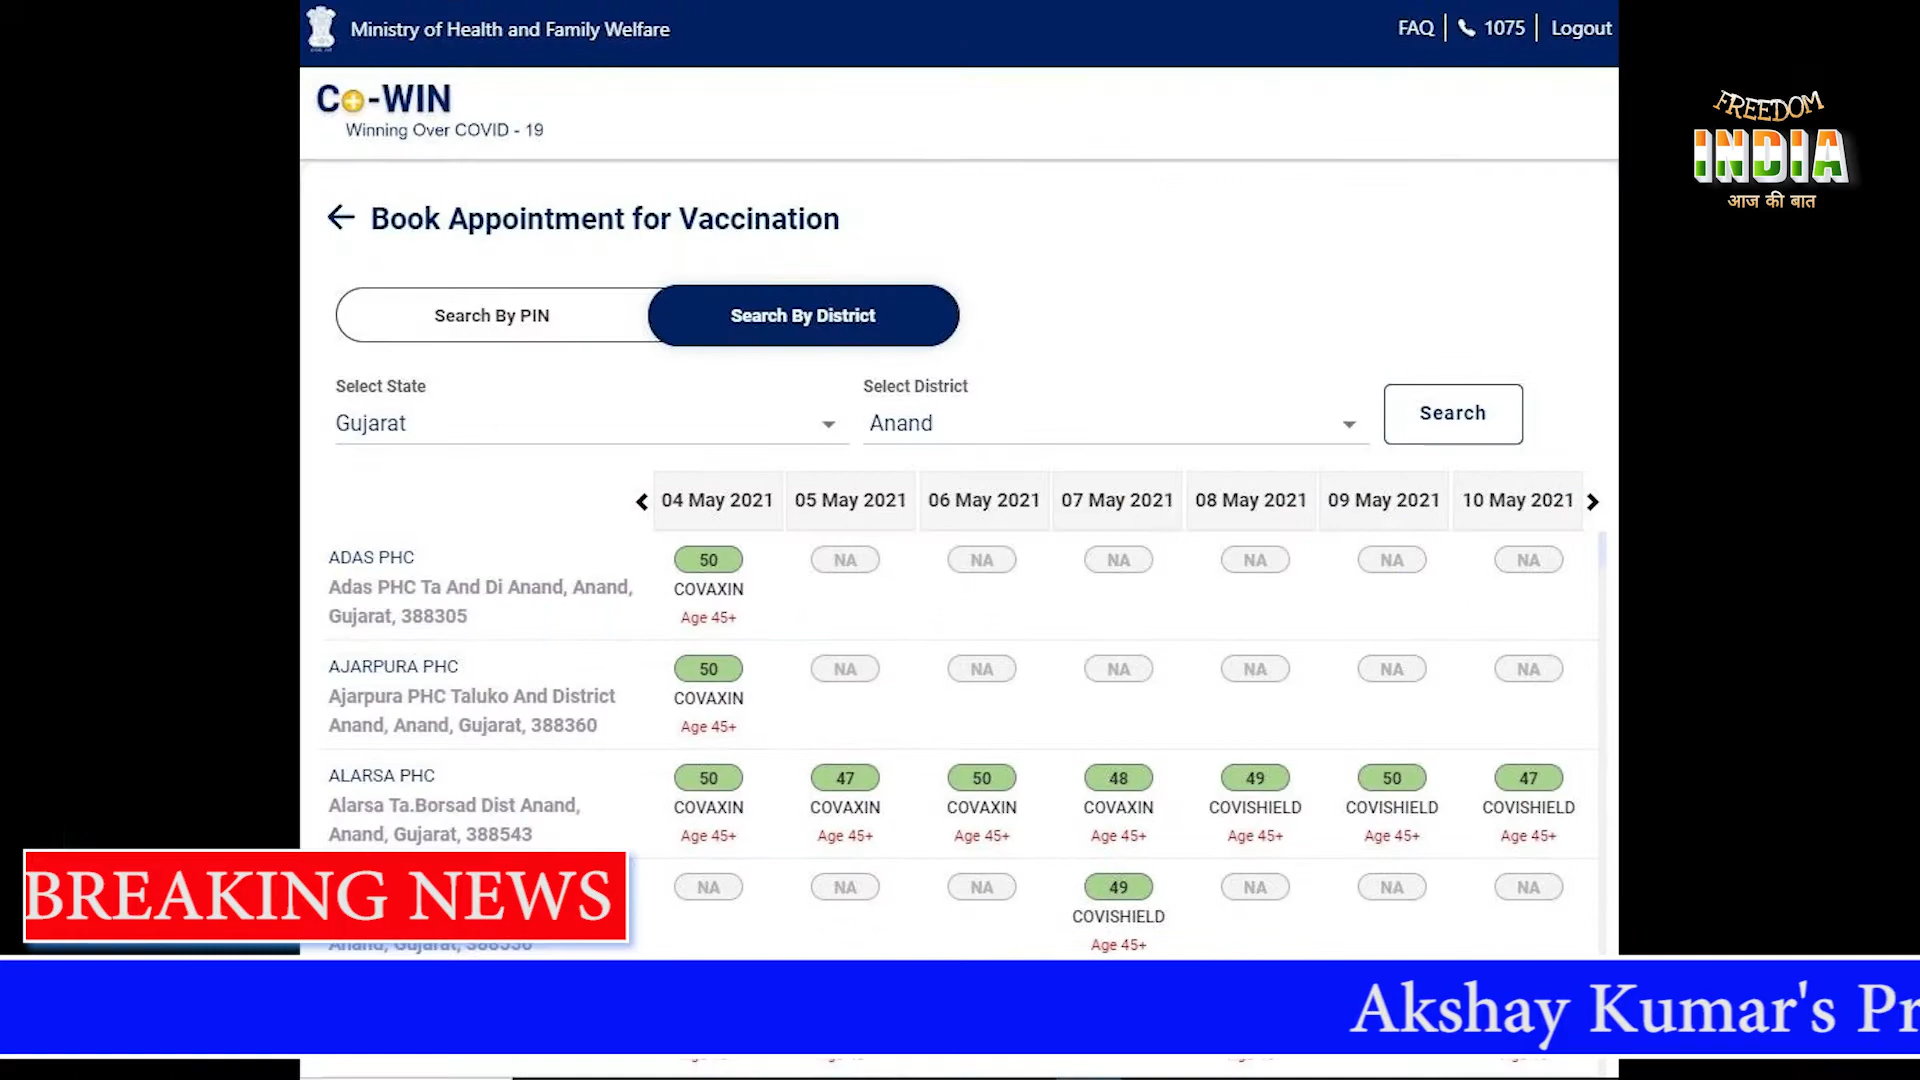 Ministry of Health and Family Welfare
FAQ 1075 Logout
Co-WIN
Winning Over COVID - 19
FREEDOM
INDIA
आज की बात
Book Appointment for Vaccination
Search By PIN Search By District
Select State Select District
Gujarat Anand Search
04 May 2021 05 May 2021 06 May 2021 07 May 2021 08 May 2021 09 May 2021 10 May 2021
ADAS PHC 50 NA NA NA NA NA NA
Adas PHC Ta And Di Anand, Anand, COVAXIN
Gujarat, 388305 Age 45+
AJARPURA PHC 50 NA NA NA NA NA NA
Ajarpura PHC Taluko And District COVAXIN
Anand, Anand, Gujarat, 388360 Age 45+
ALARSA PHC 50 47 50 48 49 50 47
Alarsa Ta.Borsad Dist Anand, COVAXIN COVAXIN COVAXIN COVAXIN COVISHIELD COVISHIELD COVISHIELD
Anand, Gujarat, 388543 Age 45+ Age 45+ Age 45+ Age 45+ Age 45+ Age 45+ Age 45+
NA NA NA 49 NA NA NA
COVISHIELD
Age 45+
BREAKING NEWS
Anand, Gujarat,
Akshay Kumar's Pr